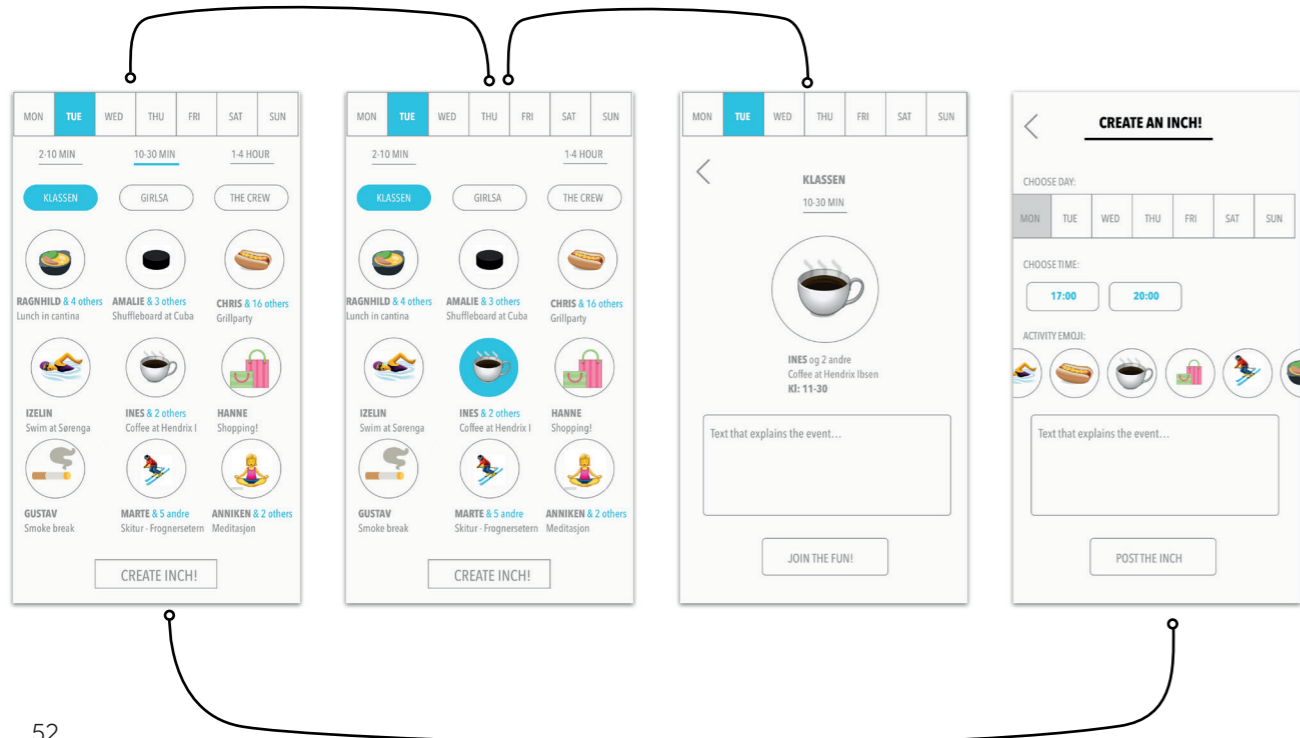 MON TUE WED THU FRI SAT SUN
2-10 MIN 10-30 MIN 1-4 HOUR
KLASSEN GIRLSA THE CREW
RAGNHILD & 4 others AMALIE & 3 others CHRIS & 16 others
Lunch in cantina Shuffleboard at Cuba Grillparty
IZELIN INES & 2 others HANNE
Swim at Sørenga Coffee at Hendrix I Shopping!
GUSTAV MARTE & 5 andre ANNIKEN & 2 others
Smoke break Skitur - Frognersetern Meditasjon
CREATE INCH!
MON TUE WED THU FRI SAT SUN
2-10 MIN 1-4 HOUR
KLASSEN GIRLSA THE CREW
RAGNHILD & 4 others AMALIE & 3 others CHRIS & 16 others
Lunch in cantina Shuffleboard at Cuba Grillparty
IZELIN INES & 2 others HANNE
Swim at Sørenga Coffee at Hendrix I Shopping!
GUSTAV MARTE & 5 andre ANNIKEN & 2 others
Smoke break Skitur - Frognersetern Meditasjon
CREATE INCH!
MON TUE WED THU FRI SAT SUN
KLASSEN
10-30 MIN
INES og 2 andre
Coffee at Hendrix Ibsen
Kl: 11-30
Text that explains the event...
JOIN THE FUN!
CREATE AN INCH!
CHOOSE DAY:
MON TUE WED THU FRI SAT SUN
CHOOSE TIME:
17:00 20:00
ACTIVITY EMOJI:
Text that explains the event...
POST THE INCH
52